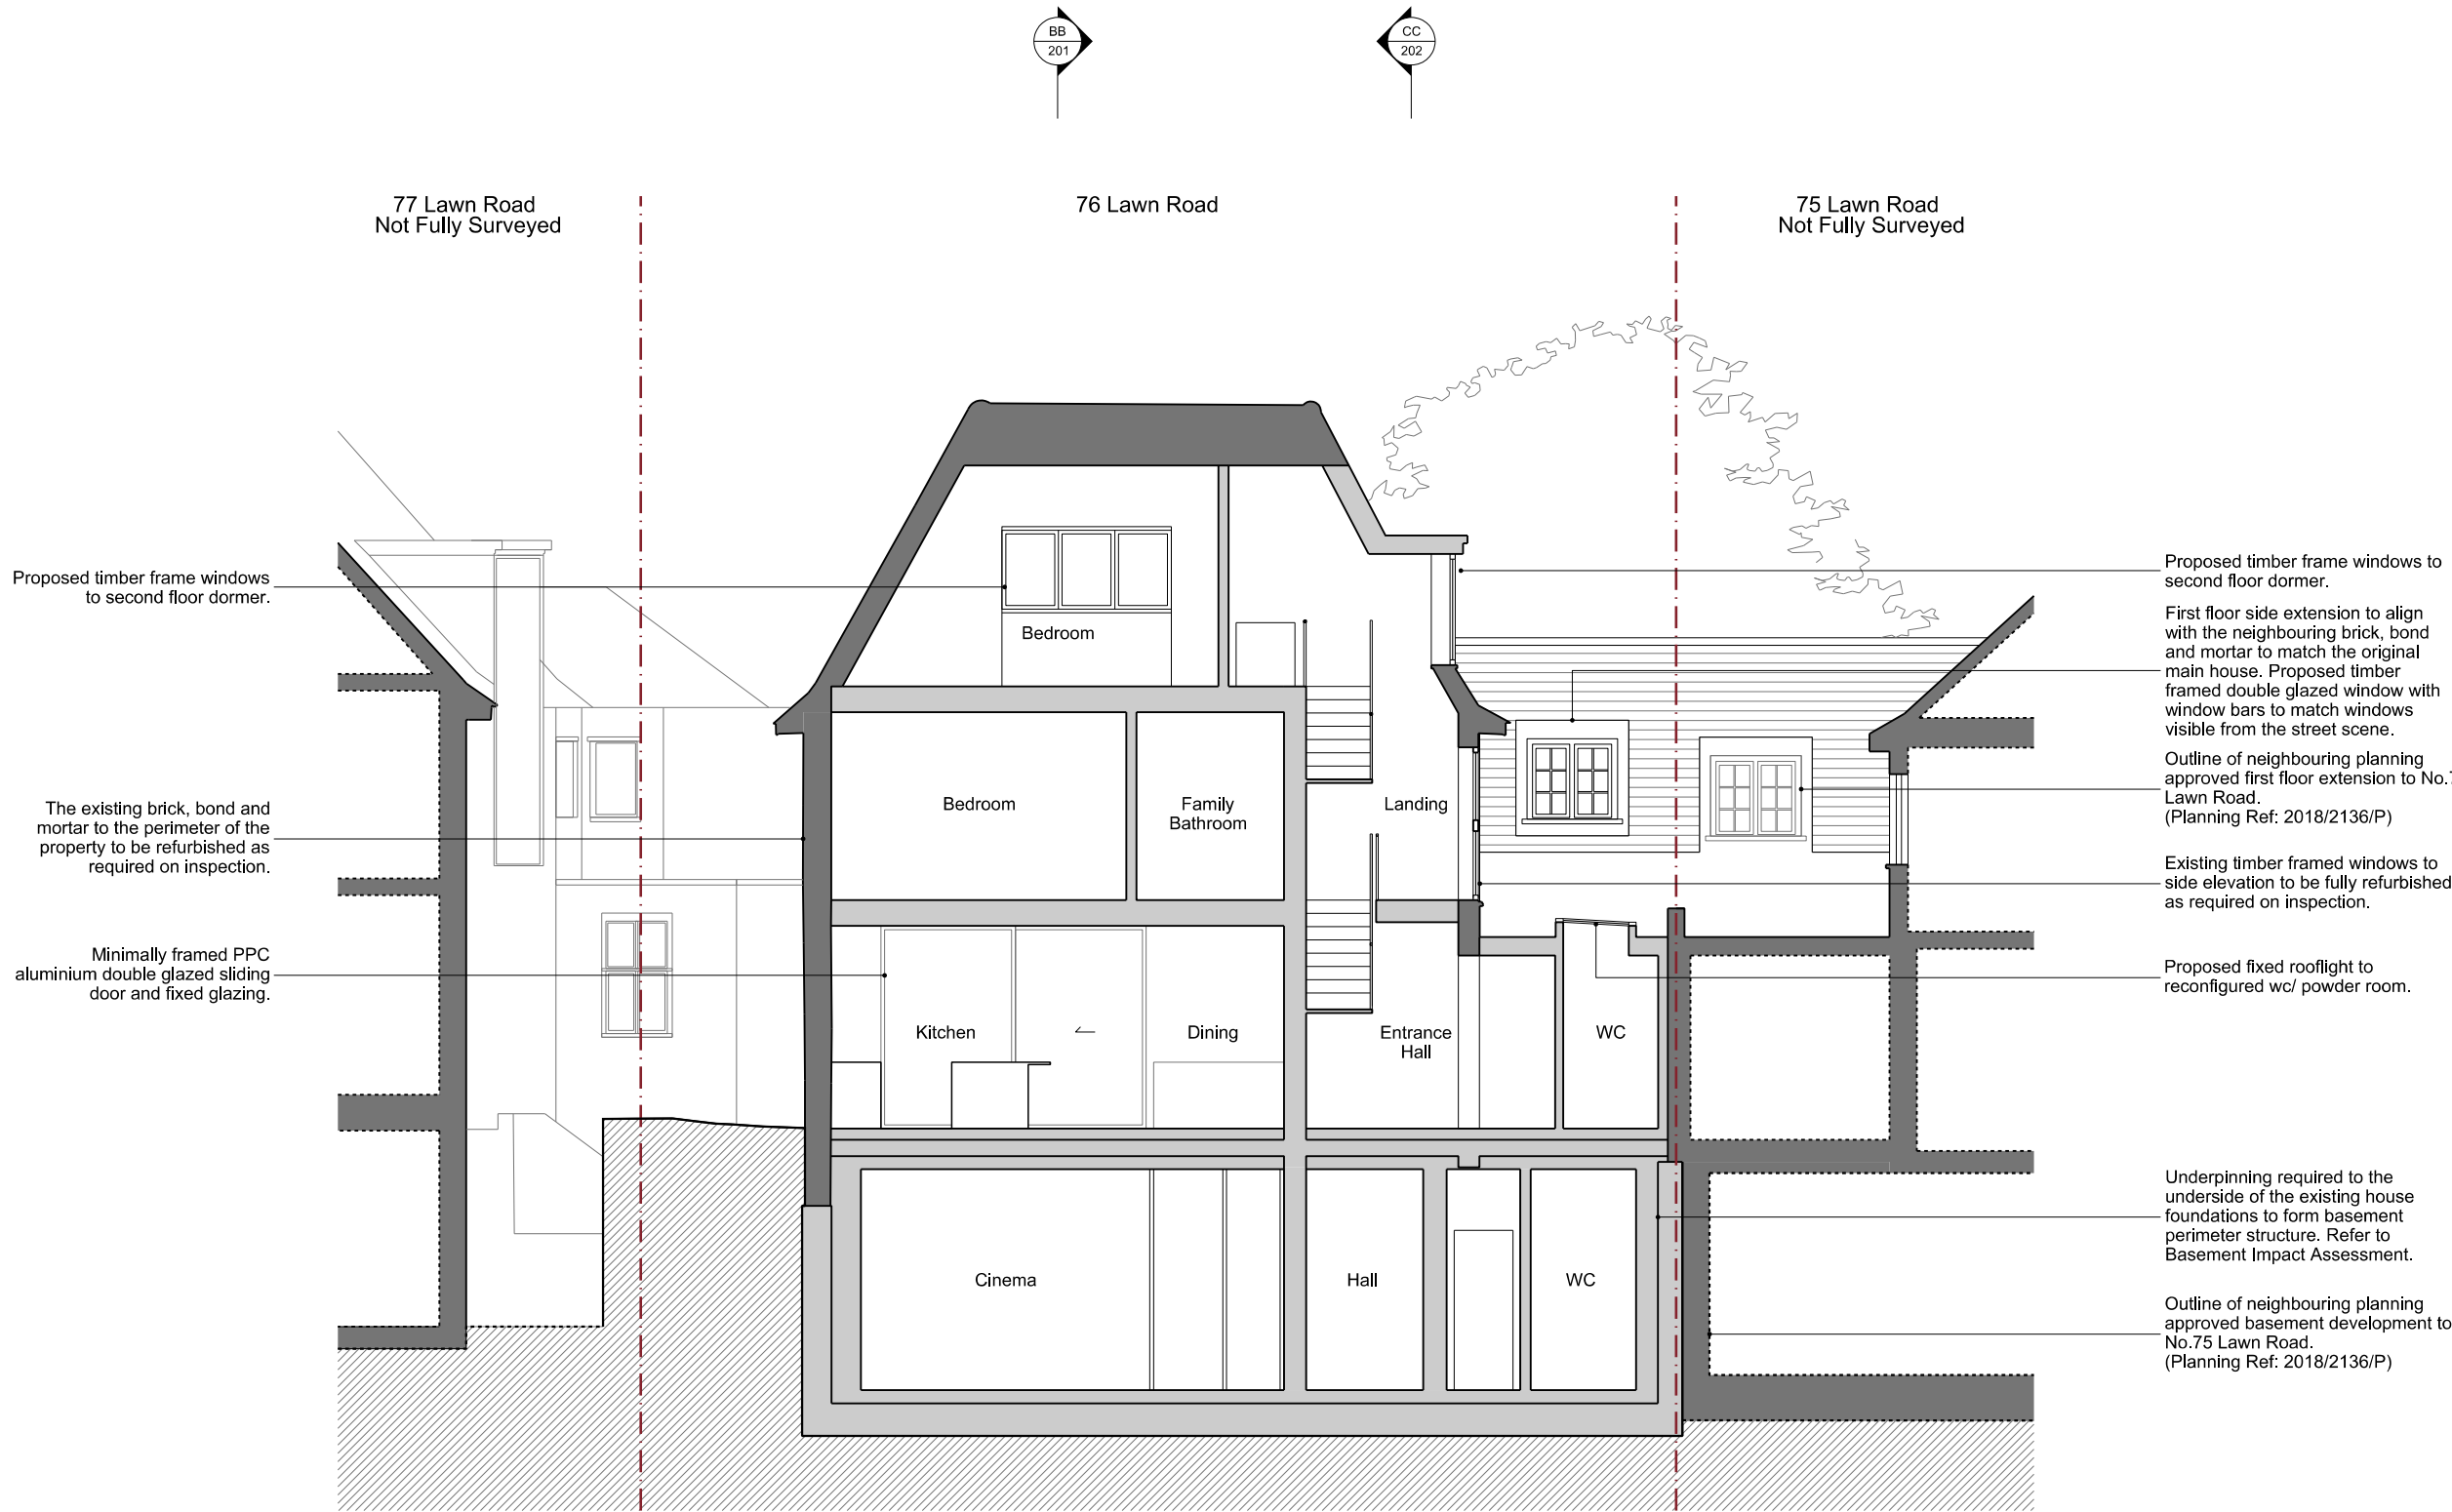 BB
201
CC
202
77 Lawn Road
Not Fully Surveyed
76 Lawn Road
75 Lawn Road
Not Fully Surveyed
Proposed timber frame windows
to second floor dormer.
The existing brick, bond and
mortar to the perimeter of the
property to be refurbished as
required on inspection.
Minimally framed PPC
aluminium double glazed sliding
door and fixed glazing.
Bedroom
Bedroom
Family
Bathroom
Landing
Kitchen
Dining
Entrance
Hall
WC
Cinema
Hall
WC
Proposed timber frame windows to
second floor dormer.
First floor side extension to align
with the neighbouring brick, bond
and mortar to match the original
main house. Proposed timber
framed double glazed window with
window bars to match windows
visible from the street scene.
Outline of neighbouring planning
approved first floor extension to
Lawn Road.
(Planning Ref: 2018/2136/P)
Existing timber framed windows to
side elevation to be fully refurbished
as required on inspection.
Proposed fixed rooflight to
reconfigured wc/ powder room.
Underpinning required to the
underside of the existing house
foundations to form basement
perimeter structure. Refer to
Basement Impact Assessment.
Outline of neighbouring planning
approved basement development to
No.75 Lawn Road.
(Planning Ref: 2018/2136/P)